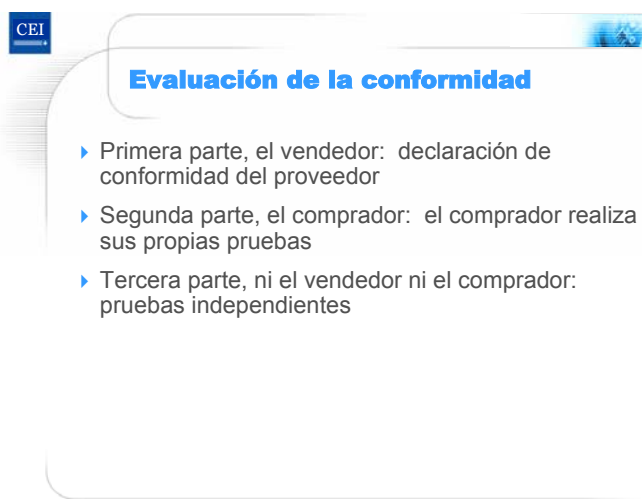 CEI
Evaluación de la conformidad
Primera parte, el vendedor: declaración de
conformidad del proveedor
Segunda parte, el comprador: el comprador realiza
sus propias pruebas
Tercera parte, ni el vendedor ni el comprador:
pruebas independientes